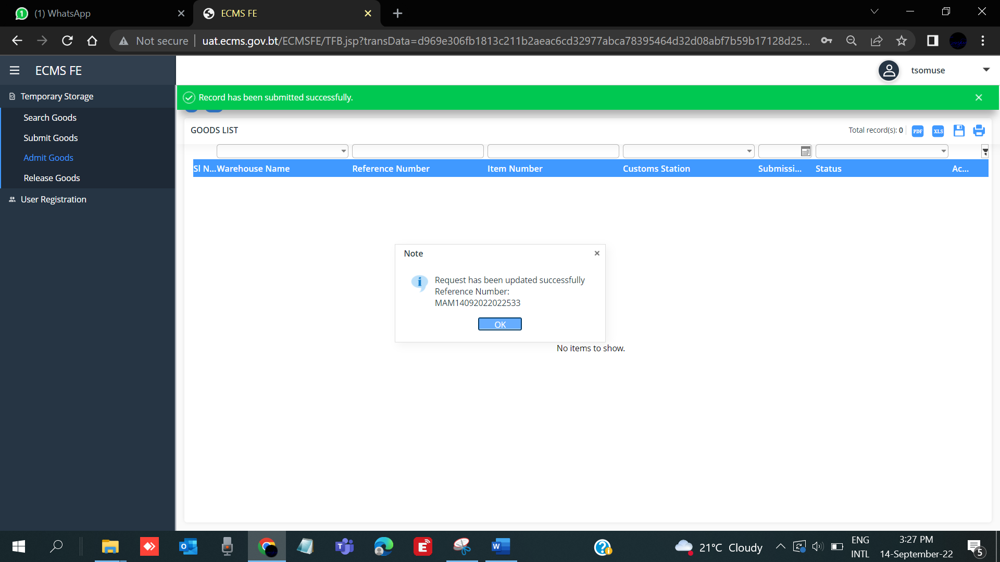 (1) WhatsApp
ECMS FE
Not secure
uat.ecms.gov.bt/ECMSFE/TFB.jsp?transData=d969e306fb1813c211b2aeac6cd32977abca78395464d32d08abf7b59b17128d25...
ECMS FE
tsomuse
Temporary Storage
Record has been submitted successfully.
Search Goods
Submit Goods
Admit Goods
Release Goods
User Registration
GOODS LIST
Total record(s): 0
PDF
XLS
Sl N... Warehouse Name Reference Number Item Number Customs Station Submissi... Status Ac...
Note
Request has been updated successfully
Reference Number:
MAM14092022022533
OK
No items to show.
21°C Cloudy
ENG
INTL
3:27 PM
14-September-22
5